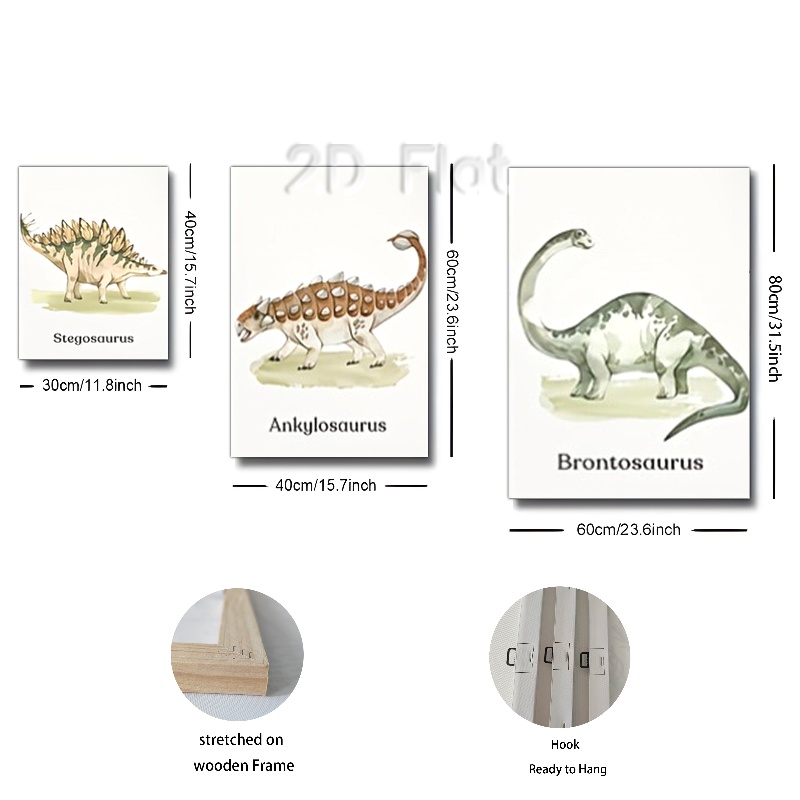 2D Flat
Stegosaurus
40cm/15.7inch
30cm/11.8inch
Ankylosaurus
60cm/23.6inch
40cm/15.7inch
Brontosaurus
80cm/31.5inch
60cm/23.6inch
stretched on
wooden Frame
Hook
Ready to Hang